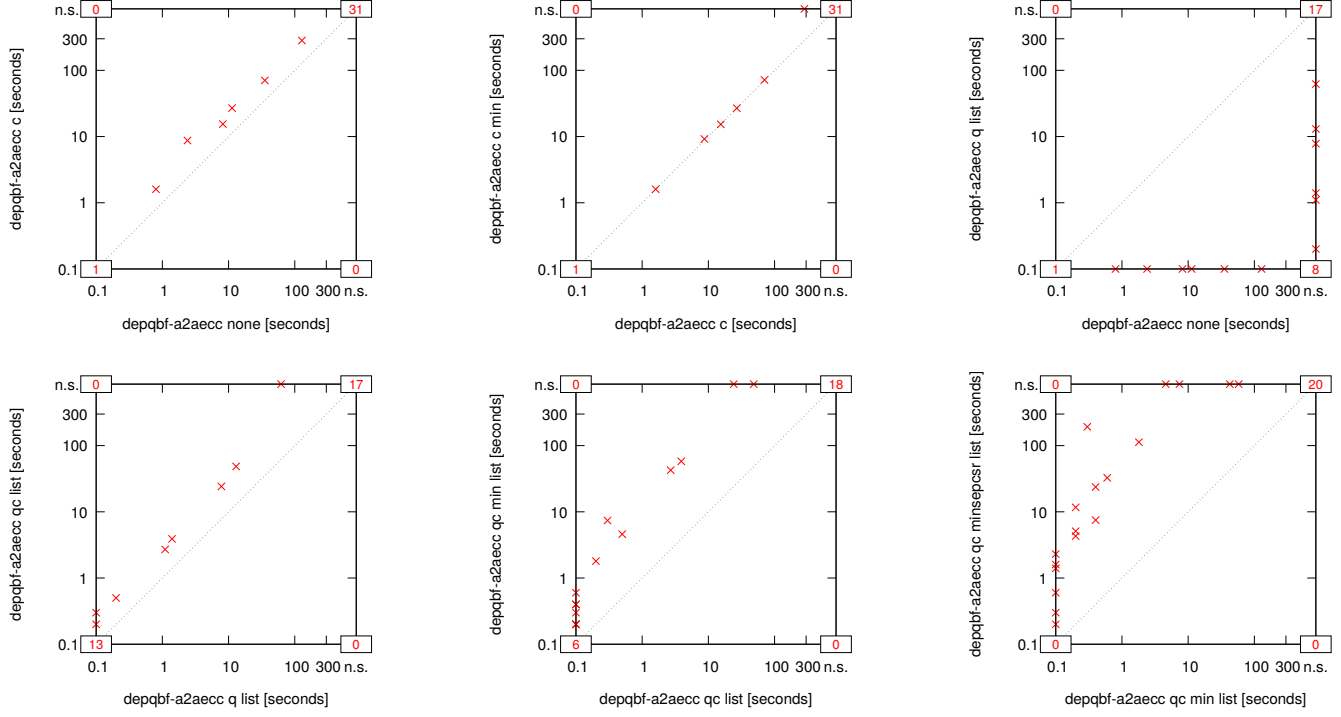 n.s. 0 31
300
100
10
1
0.1 1 0
0.1 1 10 100 300 n.s.
depqbf-a2aecc c [seconds]
depqbf-a2aecc none [seconds]
n.s. 0 31
300
100
10
1
0.1 1 0
0.1 1 10 100 300 n.s.
depqbf-a2aecc c min [seconds]
depqbf-a2aecc c [seconds]
n.s. 0 17
300
100
10
1
0.1 1 8
0.1 1 10 100 300 n.s.
depqbf-a2aecc q list [seconds]
depqbf-a2aecc none [seconds]
n.s. 0 17
300
100
10
1
0.1 13 0
0.1 1 10 100 300 n.s.
depqbf-a2aecc qc list [seconds]
depqbf-a2aecc q list [seconds]
n.s. 0 18
300
100
10
1
0.1 6 0
0.1 1 10 100 300 n.s.
depqbf-a2aecc qc min list [seconds]
depqbf-a2aecc qc list [seconds]
n.s. 0 20
300
100
10
1
0.1 0 0
0.1 1 10 100 300 n.s.
depqbf-a2aecc qc minsepcsr list [seconds]
depqbf-a2aecc qc min list [seconds]